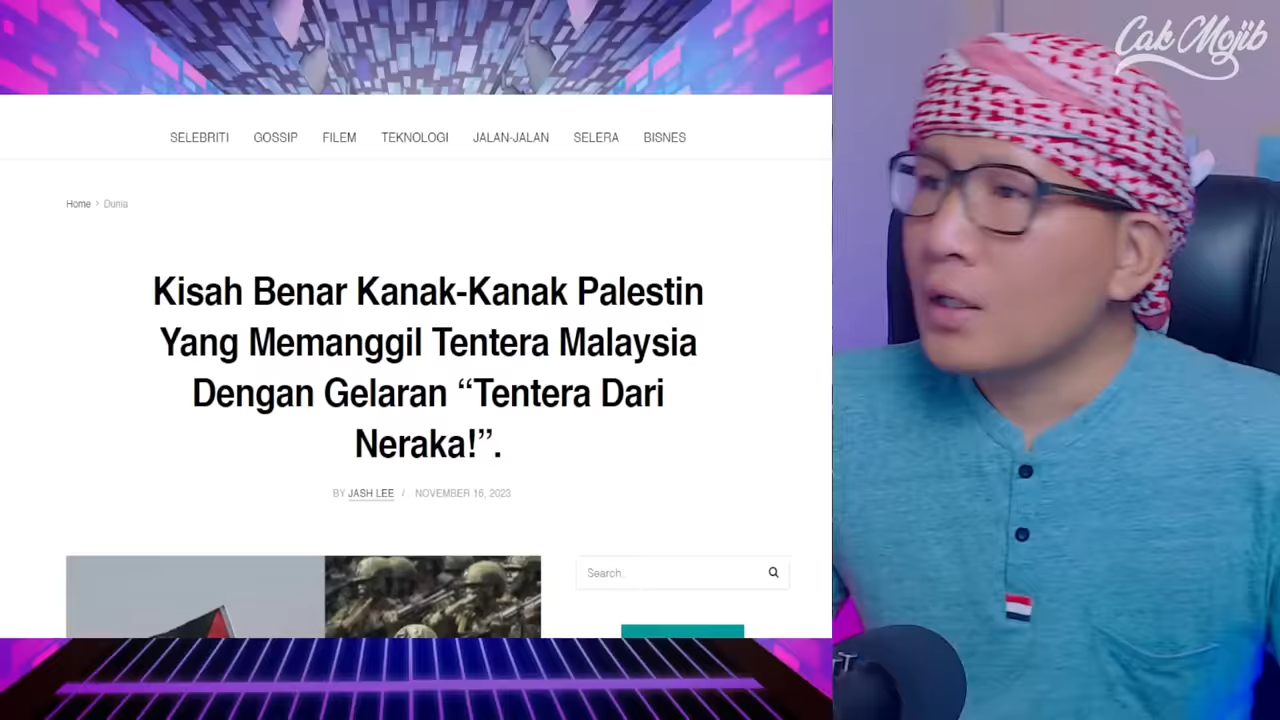 Cak Mojib
SELEBRITI GOSSIP FILEM TEKNOLOGI JALAN-JALAN SELERA BISNES
Home > Dunia
Kisah Benar Kanak-Kanak Palestin
Yang Memanggil Tentera Malaysia
Dengan Gelaran “Tentera Dari
Neraka!”.
BY JASH LEE / NOVEMBER 16, 2023
Search.